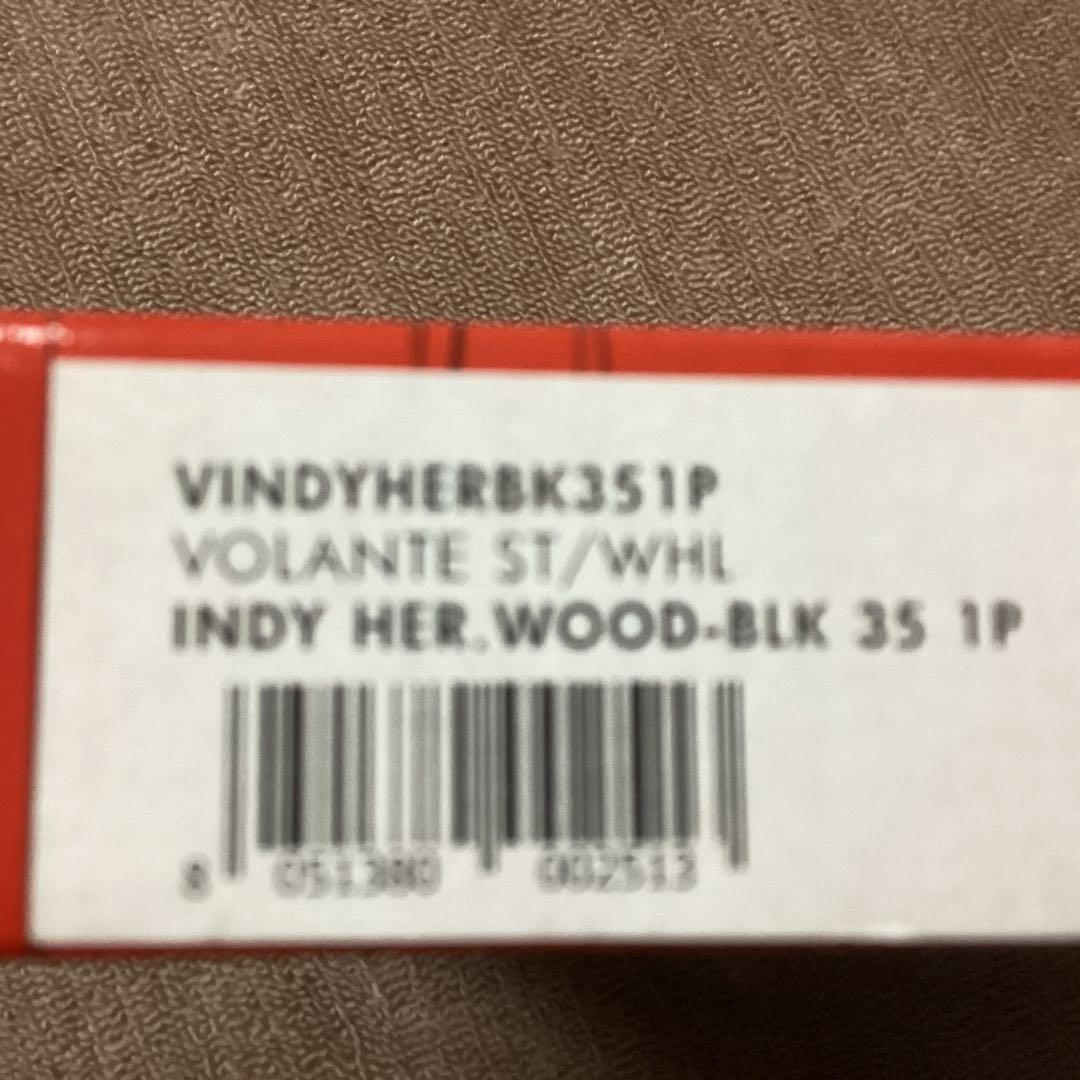 VINDYHERBK351P
VOLANTE ST/WHL
INDY HER.WOOD-BLK 35 1P
8 051380 002513